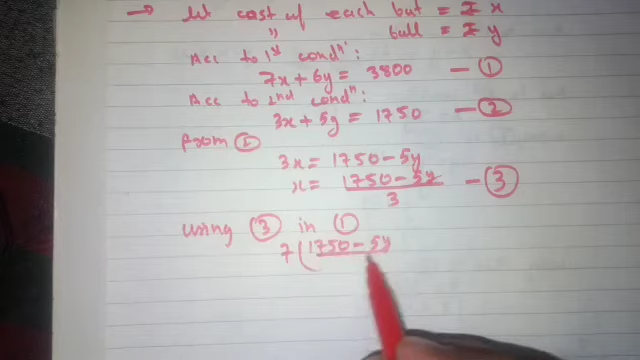 → let cost of each bat = ₹ x
" ball = ₹ y
Acc to 1st condn:
7x + 6y = 3800 — ①
Acc to 2nd condn:
3x + 5y = 1750 — ②
from ②
3x = 1750 - 5y
x = 1750 - 5y / 3 — ③
using ③ in ①
7(1750 - 5y